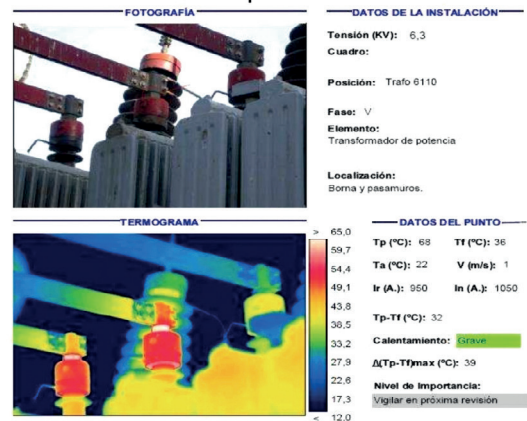 FOTOGRAFÍA
DATOS DE LA INSTALACIÓN
Tensión (KV): 6,3
Cuadro:
Posición: Trafo 6110
Fase: V
Elemento:
Transformador de potencia
Localización:
Borna y pasamuros.
TERMOGRAMA
> 65,0
59,7
54,4
49,1
43,8
38,5
33,2
27,9
22,6
17,3
< 12,0
DATOS DEL PUNTO
Tp (ºC): 68 Tf (ºC): 36
Ta (ºC): 22 V (m/s): 1
Ir (A.): 950 In (A.): 1050
Tp-Tf (ºC): 32
Calentamiento: Grave
Δ(Tp-Tf)max (ºC): 39
Nivel de Importancia:
Vigilar en próxima revisión